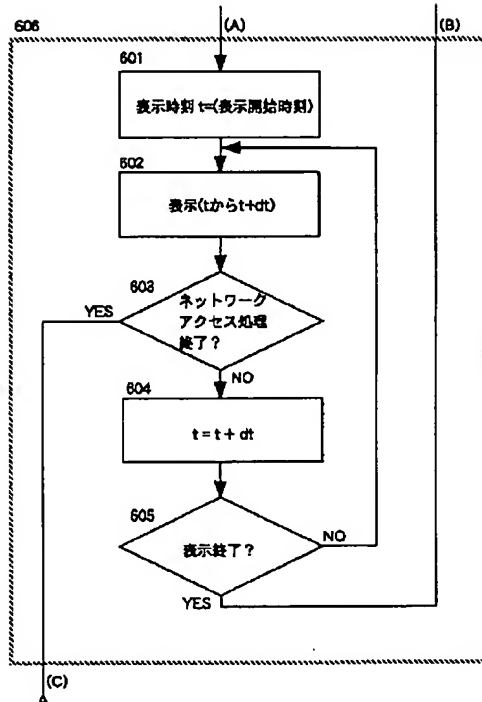 606
(A)
(B)
601
表示時刻 t=(表示開始時刻)
602
表示(tからt+dt)
603
ネットワーク
アクセス処理
終了?
YES
NO
604
t = t + dt
605
表示終了?
NO
YES
(C)